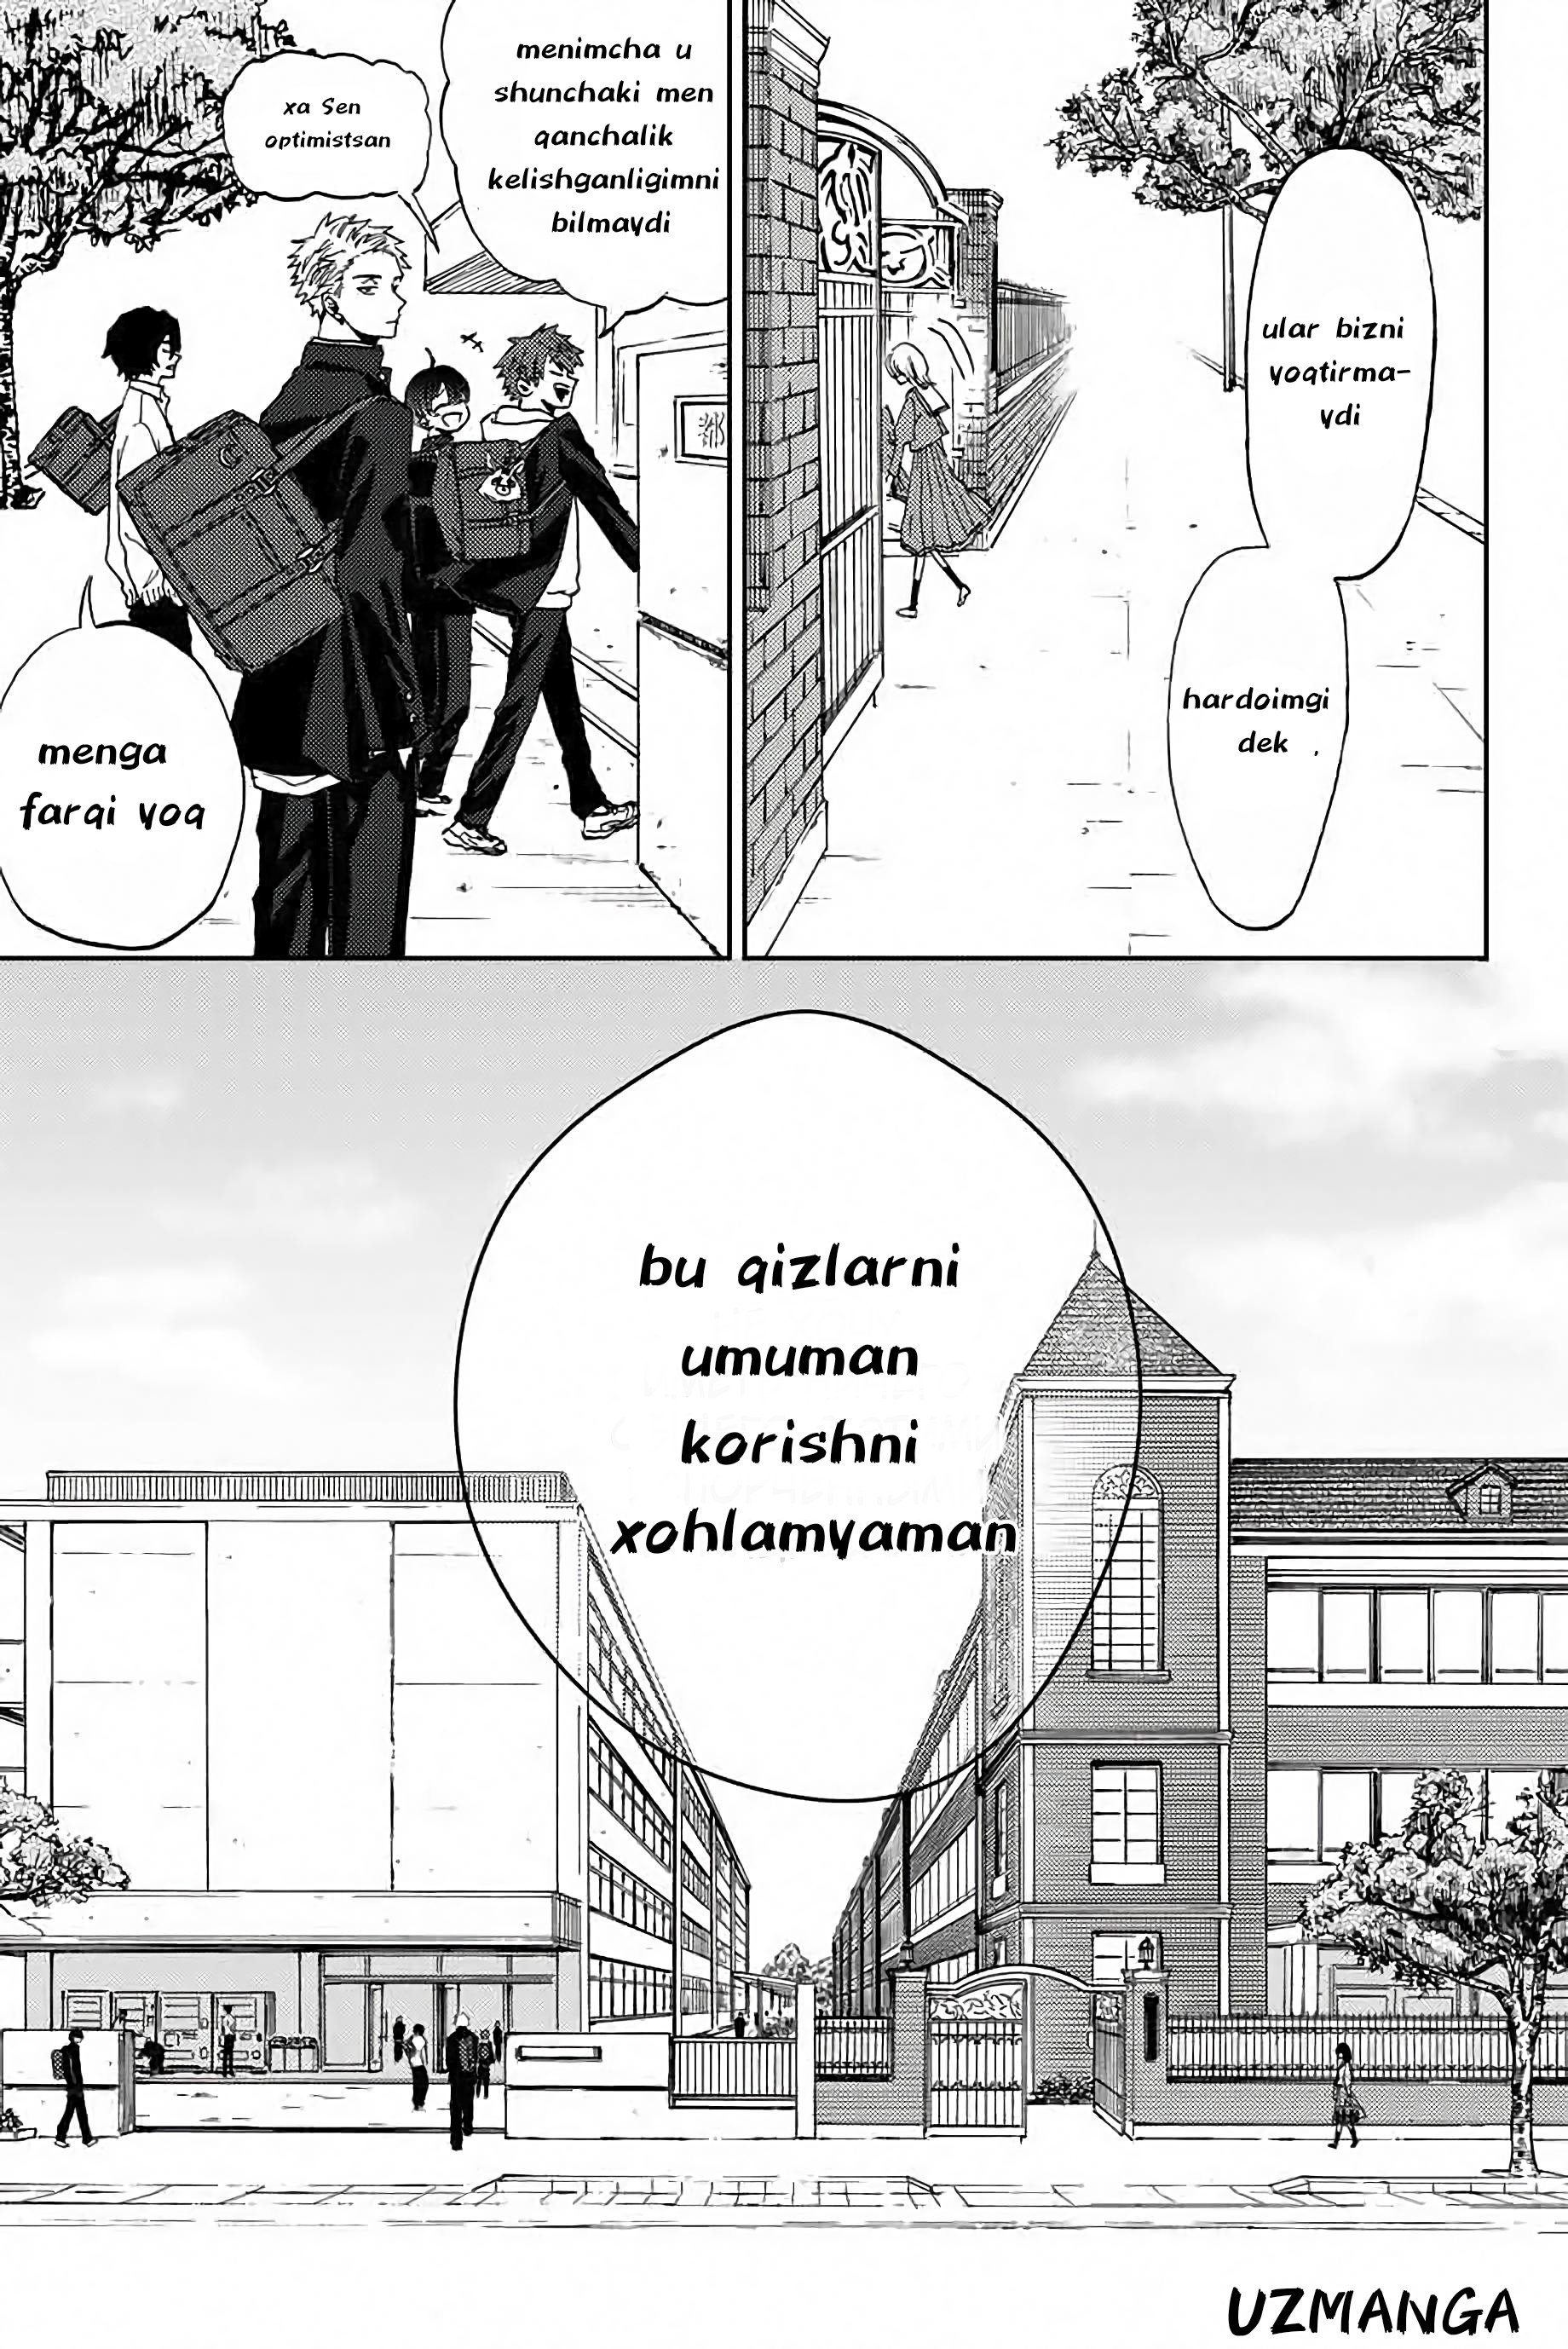 ular bizni
yoqtirma-
ydi
hardoimgi
dek
menimcha u
shunchaki men
qanchalik
kelishganligimni
bilmaydi
xa Sen
optimistsan
menga
farqi yoq
bu qizlarni
umuman
korishni
xohlamyaman
UZMANGA